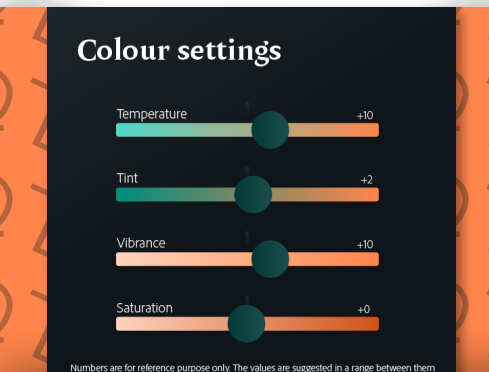 Colour settings
Temperature +10
Tint +2
Vibrance +10
Saturation +0
Numbers are for reference purpose only. The values are suggested in a range between them